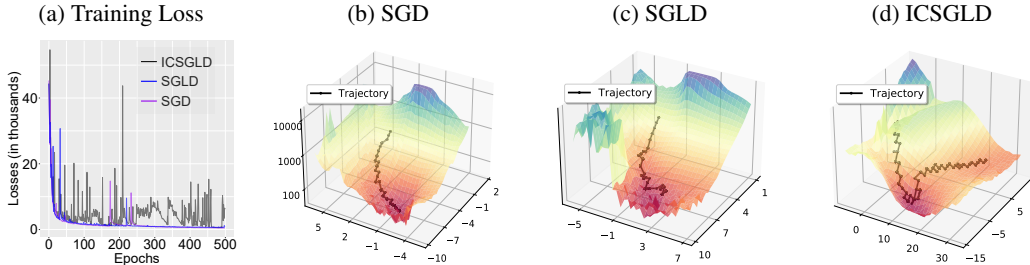 (a) Training Loss
(b) SGD
(c) SGLD
(d) ICSGLD
Losses (in thousands)
40
20
0
ICSGLD
SGLD
SGD
0 100 200 300 400 500
Epochs
Trajectory
10000
1000
100
5 2 −1 −4
−10 −7 −4 −1 2
Trajectory
−5 −1 3 7
10 7 4 1
Trajectory
0 10 20 30
−15 −5 5